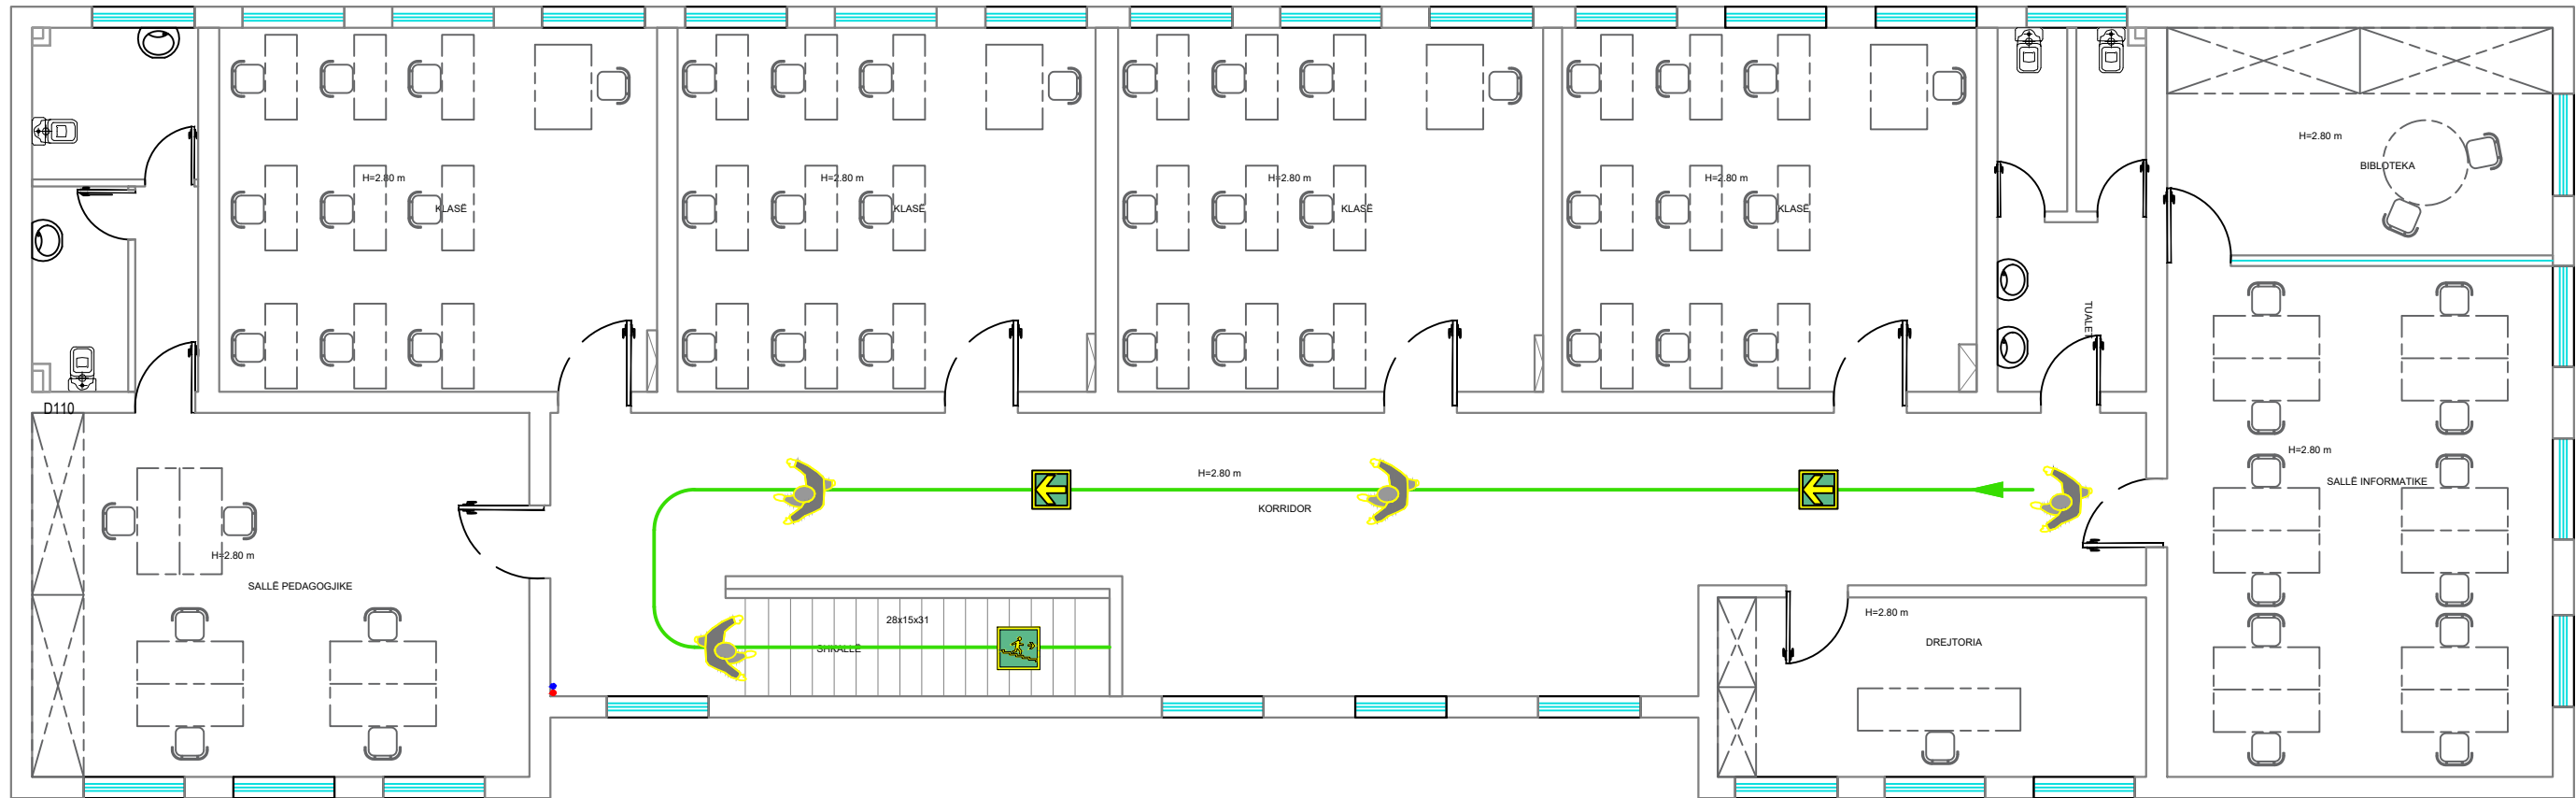 H=2.80 m
KLASË
H=2.80 m
KLASË
H=2.80 m
KLASË
H=2.80 m
KLASË
TUALET
H=2.80 m
BIBLOTEKA
D110
H=2.80 m
SALLË PEDAGOGJIKE
H=2.80 m
KORRIDOR
H=2.80 m
SALLË INFORMATIKE
28x15x31
SHKALLË
H=2.80 m
DREJTORIA